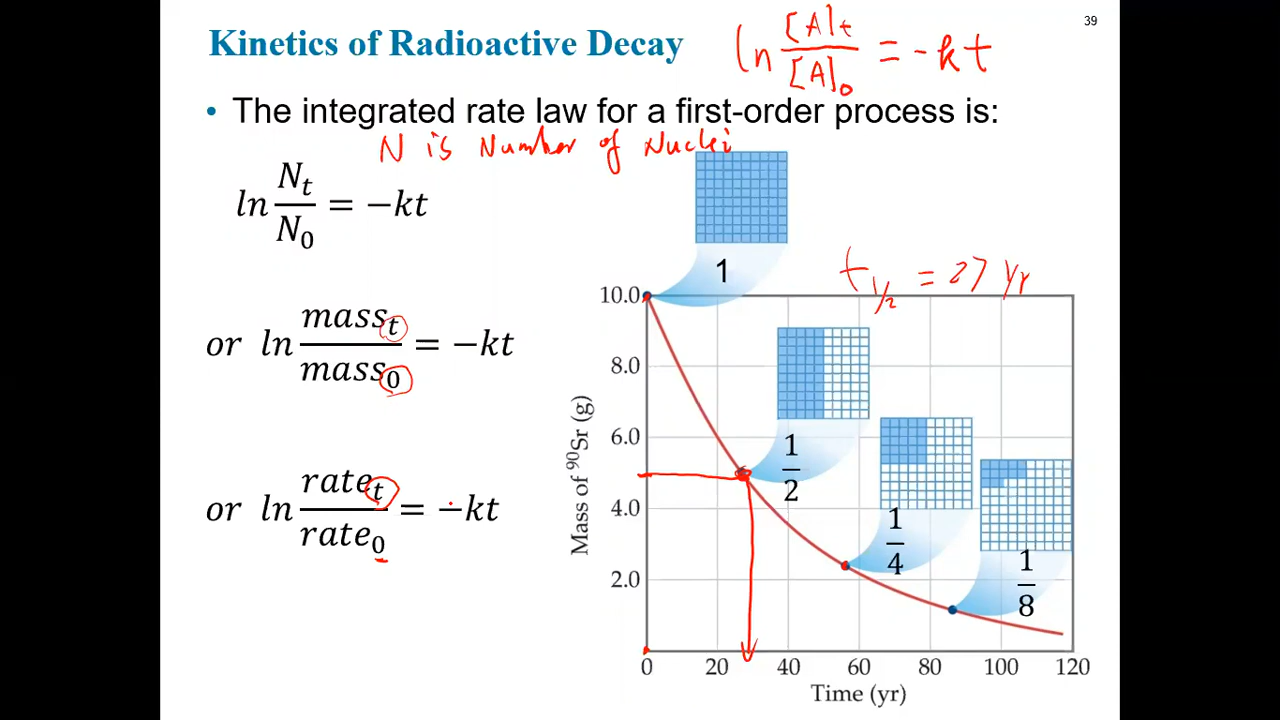 39
Kinetics of Radioactive Decay
ln [A]t / [A]0 = -kt
• The integrated rate law for a first-order process is:
N is Number of Nuclei
ln Nt / N0 = −kt
or ln masst / mass0 = −kt
or ln ratet / rate0 = −kt
1
t1/2 = 27 yr
1/2
1/4
1/8
10.0
8.0
6.0
4.0
2.0
Mass of 90Sr (g)
0 20 40 60 80 100 120
Time (yr)